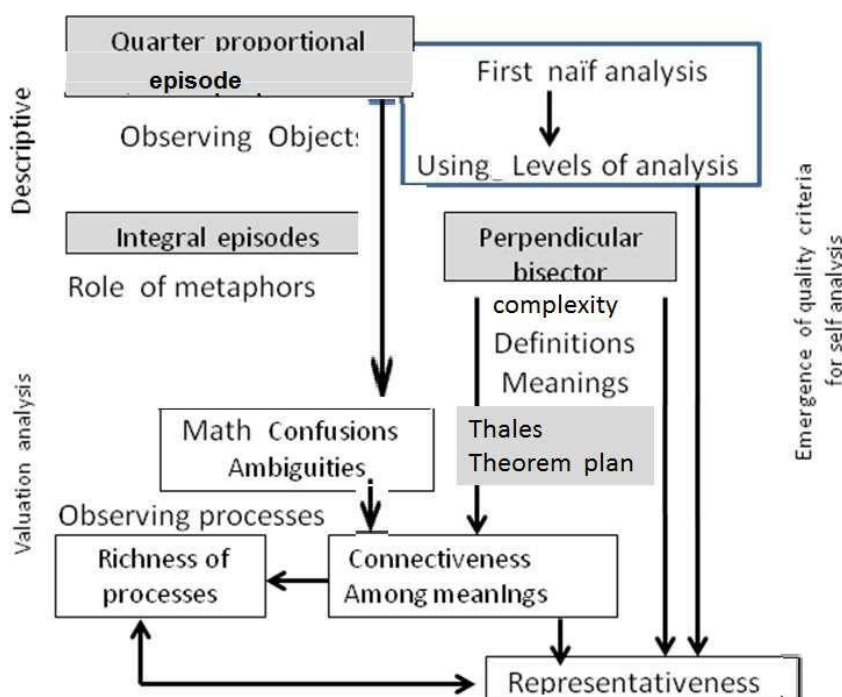 Quarter proportional
episode
First naïf analysis
Observing Objects
Using Levels of analysis
Descriptive
Integral episodes
Role of metaphors
Perpendicular
bisector
complexity
Definitions
Meanings
Emergence of quality criteria
for self analysis
Math Confusions
Ambiguities
Thales
Theorem plan
Valuation analysis
Observing processes
Richness of
processes
Connectiveness
Among meanIngs
Representativeness